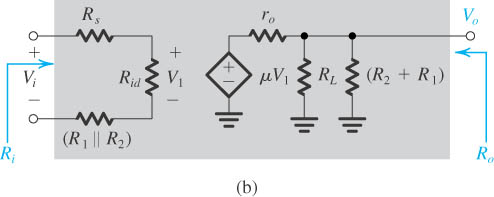 R_s r_o V_o
+ + +
V_i R_id V_1 μV_1 R_L (R_2 + R_1)
− − −
(R_1 || R_2)
R_i R_o
(b)